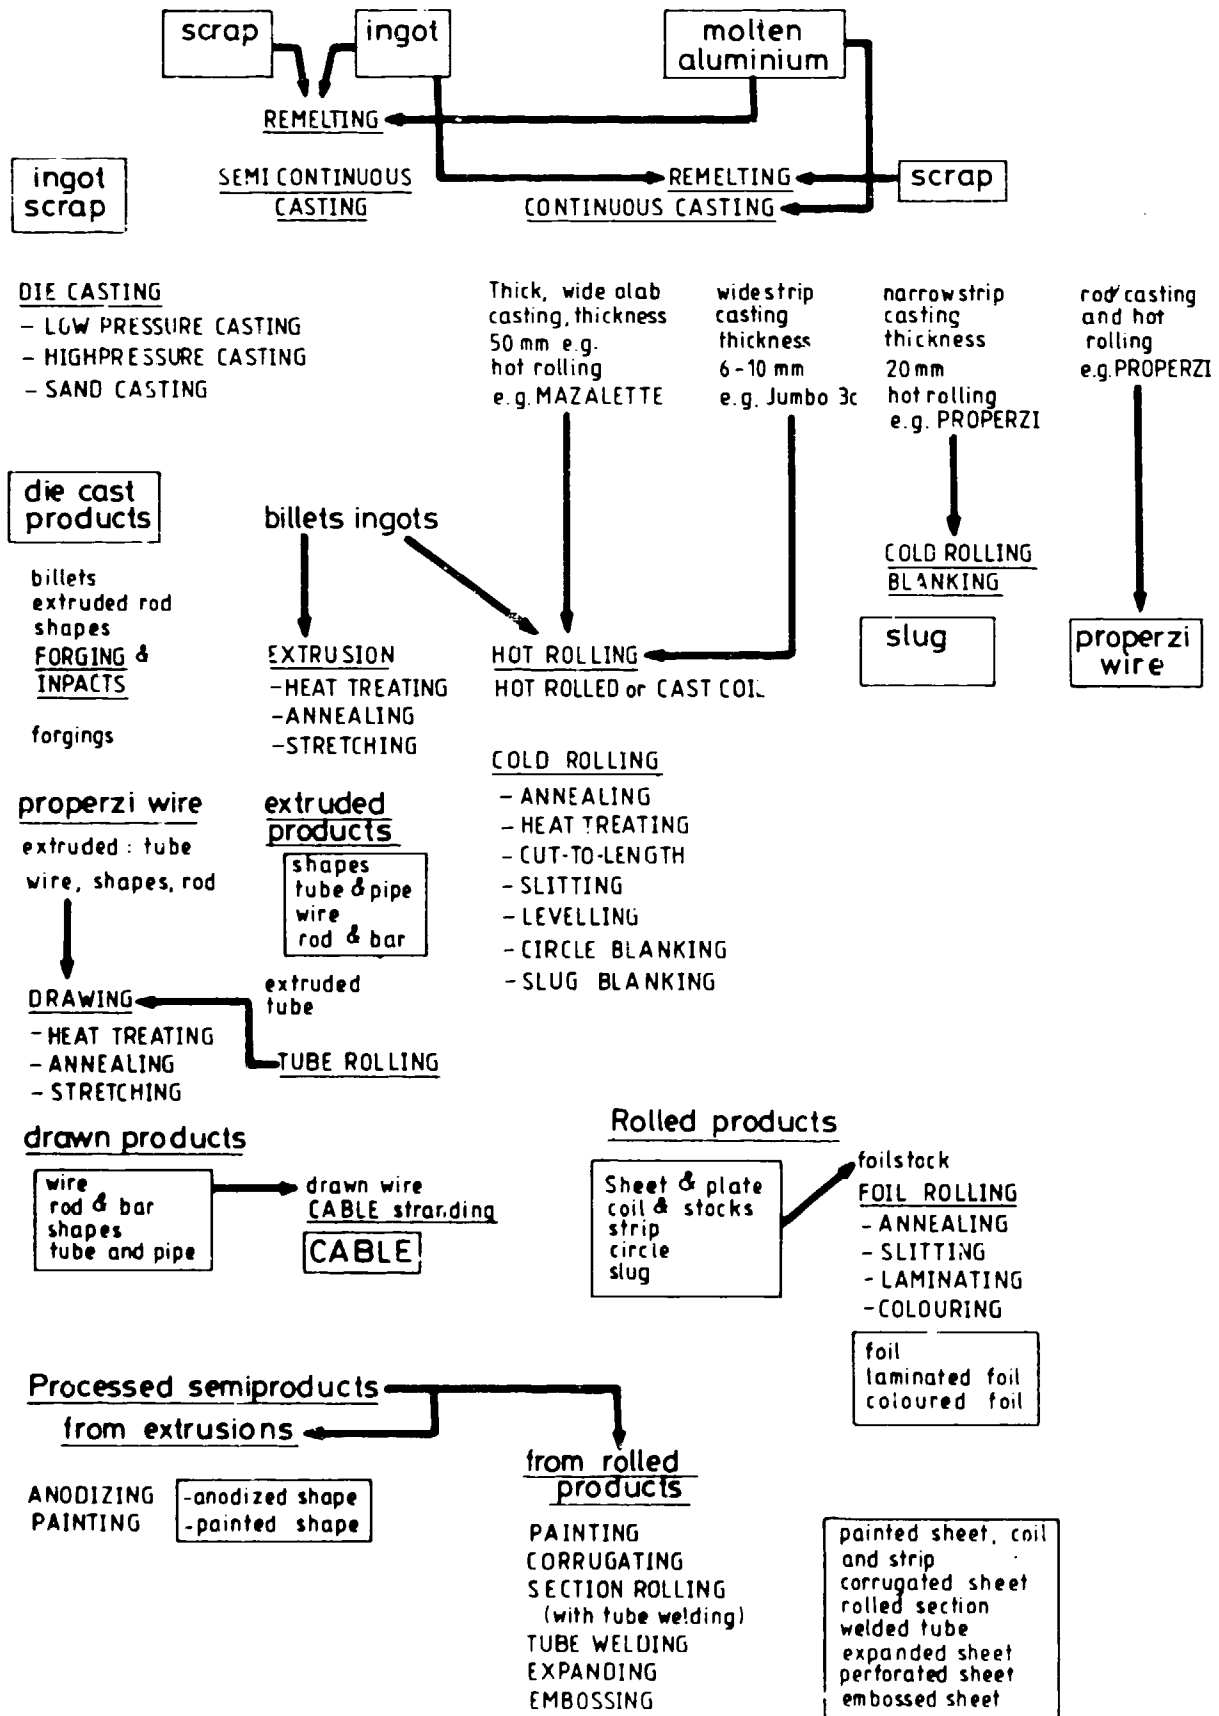 scrap
ingot
molten
aluminium
REMELTING
ingot
scrap
SEMI CONTINUOUS
CASTING
REMELTING
CONTINUOUS CASTING
scrap
DIE CASTING
- LOW PRESSURE CASTING
- HIGHPRESSURE CASTING
- SAND CASTING
Thick, wide alab
casting, thickness
50 mm e.g.
hot rolling
e.g. MAZALETTE
wide strip
casting
thickness
6-10 mm
e.g. Jumbo 3c
narrow strip
casting
thickness
20mm
hot rolling
e.g. PROPERZI
rod casting
and hot
rolling
e.g. PROPERZI
die cast
products
billets ingots
COLD ROLLING
BLANKING
billets
extruded rod
shapes
FORGING &
INPACTS
forgings
EXTRUSION
-HEAT TREATING
-ANNEALING
-STRETCHING
HOT ROLLING
HOT ROLLED or CAST COIL
slug
properzi
wire
COLD ROLLING
- ANNEALING
- HEAT TREATING
- CUT-TO-LENGTH
- SLITTING
- LEVELLING
- CIRCLE BLANKING
- SLUG BLANKING
properzi wire
extruded : tube
wire, shapes, rod
extruded
products
shapes
tube & pipe
wire
rod & bar
extruded
tube
DRAWING
- HEAT TREATING
- ANNEALING
- STRETCHING
TUBE ROLLING
drawn products
wire
rod & bar
shapes
tube and pipe
drawn wire
CABLE stranding
CABLE
Rolled products
Sheet & plate
coil & stocks
strip
circle
slug
foilstock
FOIL ROLLING
- ANNEALING
- SLITTING
- LAMINATING
- COLOURING
foil
laminated foil
coloured foil
Processed semiproducts
from extrusions
ANODIZING
PAINTING
-anodized shape
-painted shape
from rolled
products
PAINTING
CORRUGATING
SECTION ROLLING
(with tube welding)
TUBE WELDING
EXPANDING
EMBOSSING
painted sheet, coil
and strip
corrugated sheet
rolled section
welded tube
expanded sheet
perforated sheet
embossed sheet